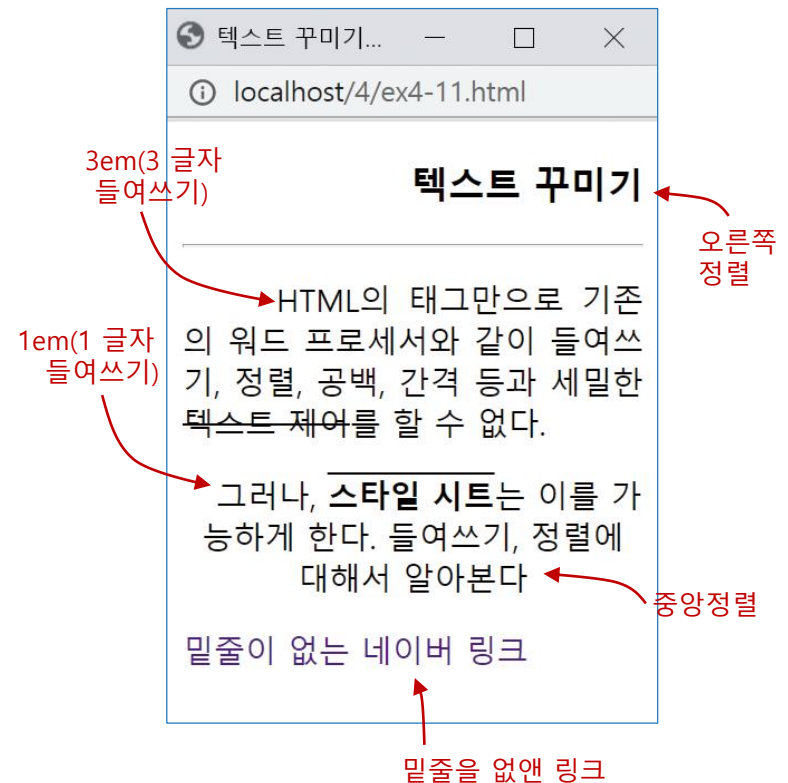 텍스트 꾸미기...
localhost/4/ex4-11.html
3em(3 글자
들여쓰기)
텍스트 꾸미기
오른쪽
정렬
HTML의 태그만으로 기존
의 워드 프로세서와 같이 들여쓰
기, 정렬, 공백, 간격 등과 세밀한
텍스트 제어를 할 수 없다.
1em(1 글자
들여쓰기)
그러나, 스타일 시트는 이를 가
능하게 한다. 들여쓰기, 정렬에
대해서 알아본다
중앙정렬
밑줄이 없는 네이버 링크
밑줄을 없앤 링크